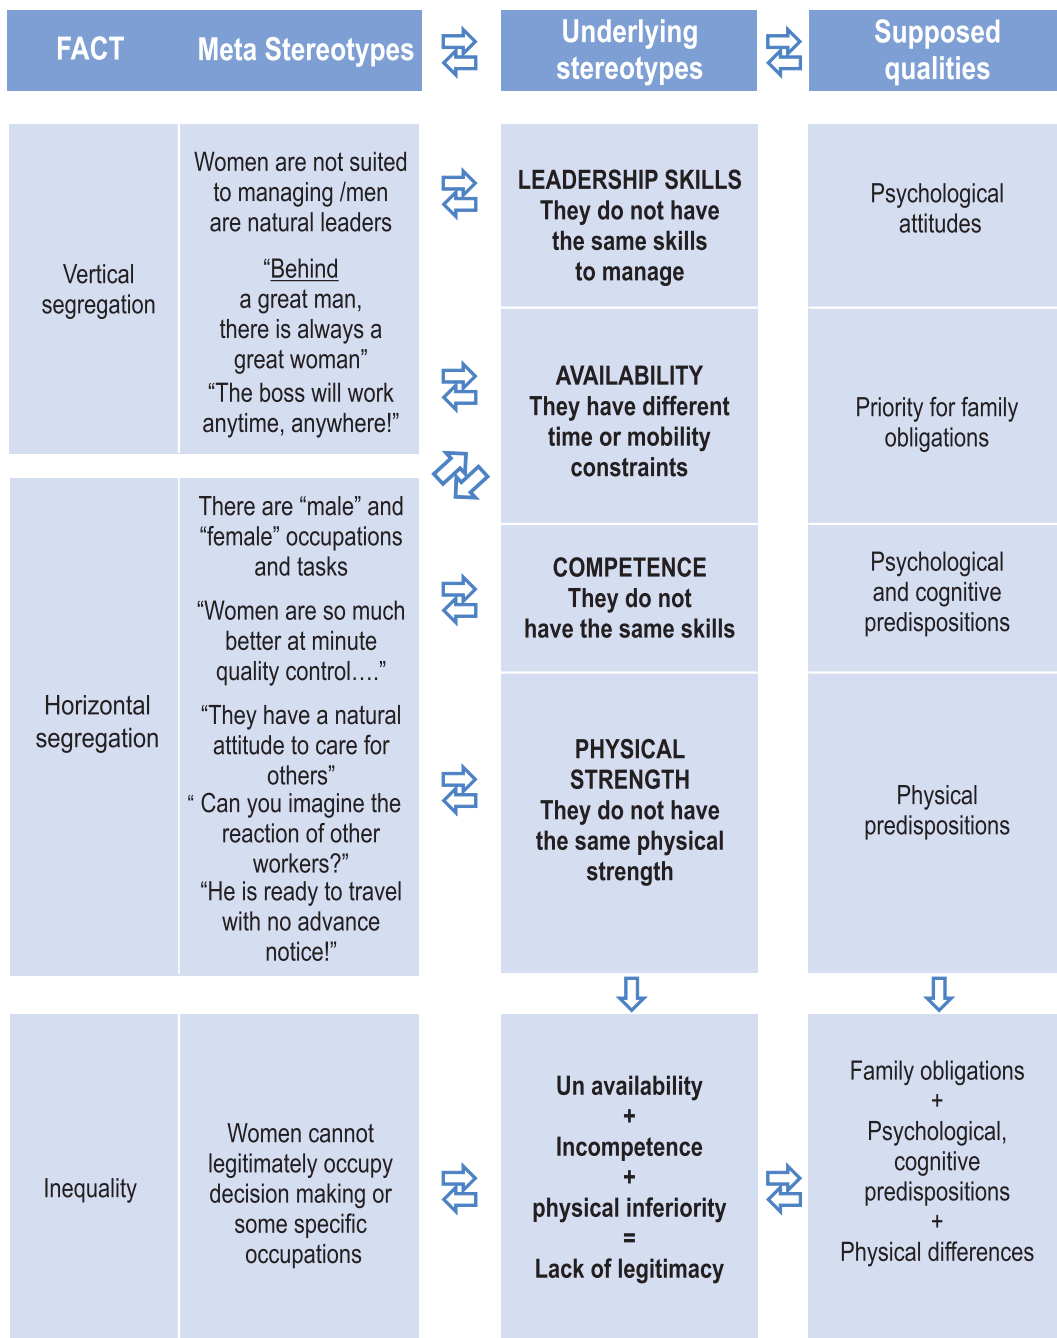 FACT
Meta Stereotypes
Underlying
stereotypes
Supposed
qualities
Vertical
segregation
Women are not suited
to managing /men
are natural leaders
“Behind
a great man,
there is always a
great woman”
“The boss will work
anytime, anywhere!”
LEADERSHIP SKILLS
They do not have
the same skills
to manage
Psychological
attitudes
AVAILABILITY
They have different
time or mobility
constraints
Priority for family
obligations
Horizontal
segregation
There are “male” and
“female” occupations
and tasks
“Women are so much
better at minute
quality control….”
“They have a natural
attitude to care for
others”
“ Can you imagine the
reaction of other
workers?”
“He is ready to travel
with no advance
notice!”
COMPETENCE
They do not
have the same skills
Psychological
and cognitive
predispositions
PHYSICAL
STRENGTH
They do not have
the same physical
strength
Physical
predispositions
Inequality
Women cannot
legitimately occupy
decision making or
some specific
occupations
Un availability
+
Incompetence
+
physical inferiority
=
Lack of legitimacy
Family obligations
+
Psychological,
cognitive
predispositions
+
Physical differences